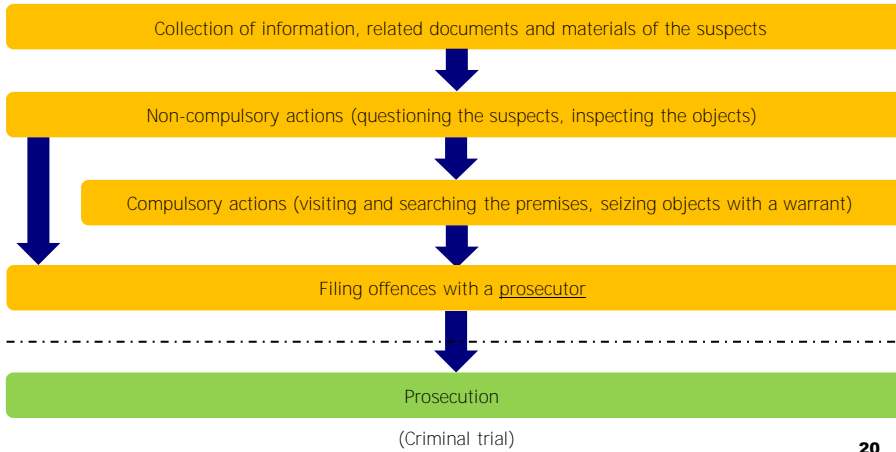 Collection of information, related documents and materials of the suspects
Non-compulsory actions (questioning the suspects, inspecting the objects)
Compulsory actions (visiting and searching the premises, seizing objects with a warrant)
Filing offences with a prosecutor
Prosecution
(Criminal trial)
20